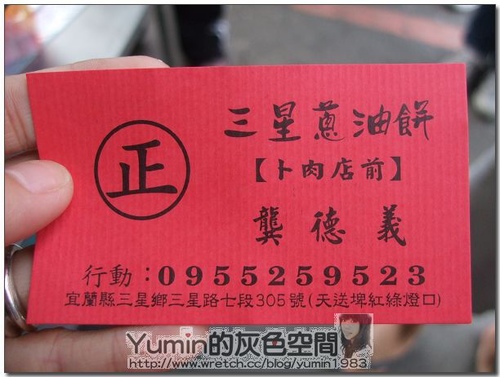 三星蔥油餅
正
【卜肉店前】
龔德義
行動：0955259523
宜蘭縣三星鄉三星路七段305號(天送埤紅綠燈口)
Yumin的灰色空間
http://www.wretch.cc/blog/yumin1983